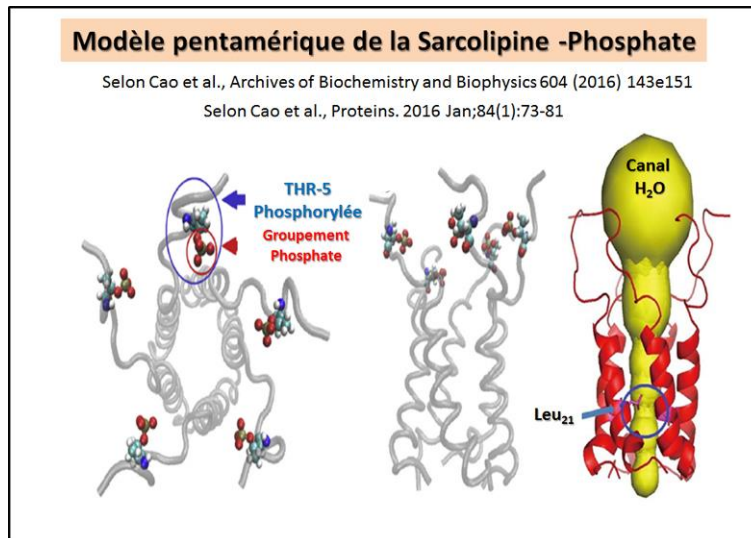 Modèle pentamérique de la Sarcolipine -Phosphate
Selon Cao et al., Archives of Biochemistry and Biophysics 604 (2016) 143e151
Selon Cao et al., Proteins. 2016 Jan;84(1):73-81
THR-5
Phosphorylée
Groupement
Phosphate
Canal
H₂O
Leu₂₁